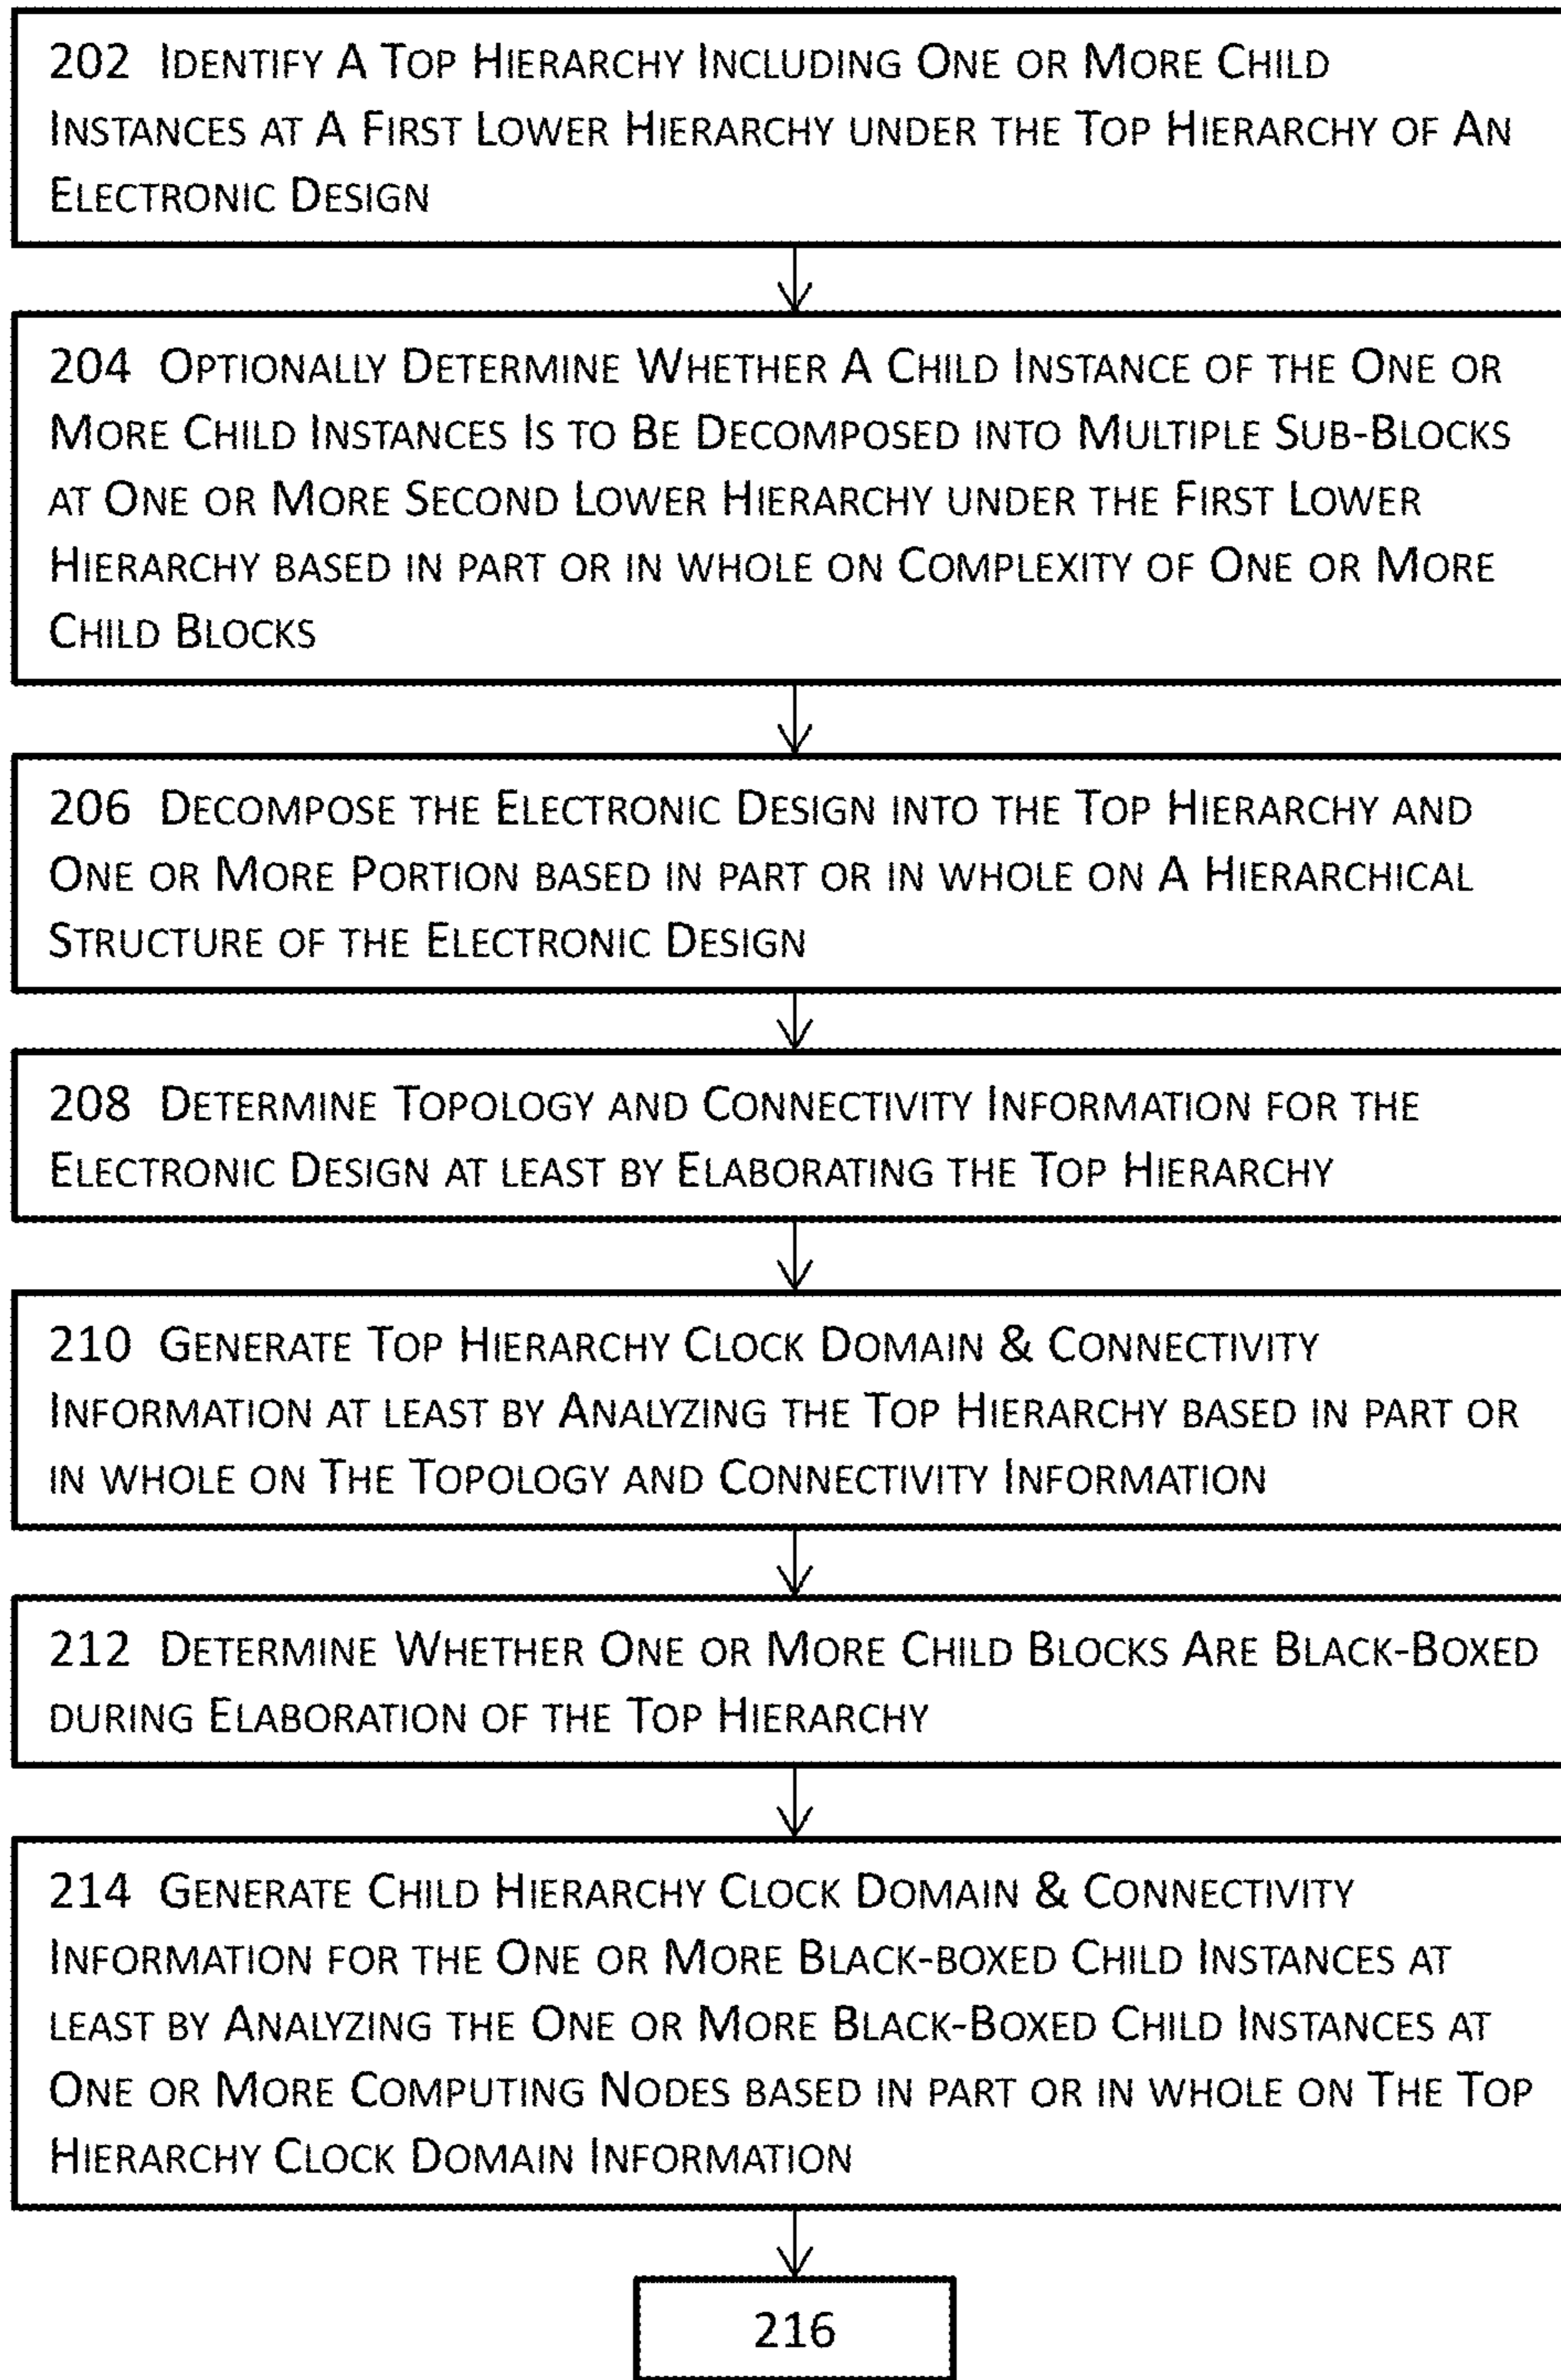 202 IDENTIFY A TOP HIERARCHY INCLUDING ONE OR MORE CHILD
INSTANCES AT A FIRST LOWER HIERARCHY UNDER THE TOP HIERARCHY OF AN
ELECTRONIC DESIGN
204 OPTIONALLY DETERMINE WHETHER A CHILD INSTANCE OF THE ONE OR
MORE CHILD INSTANCES IS TO BE DECOMPOSED INTO MULTIPLE SUB-BLOCKS
AT ONE OR MORE SECOND LOWER HIERARCHY UNDER THE FIRST LOWER
HIERARCHY BASED IN PART OR IN WHOLE ON COMPLEXITY OF ONE OR MORE
CHILD BLOCKS
206 DECOMPOSE THE ELECTRONIC DESIGN INTO THE TOP HIERARCHY AND
ONE OR MORE PORTION BASED IN PART OR IN WHOLE ON A HIERARCHICAL
STRUCTURE OF THE ELECTRONIC DESIGN
208 DETERMINE TOPOLOGY AND CONNECTIVITY INFORMATION FOR THE
ELECTRONIC DESIGN AT LEAST BY ELABORATING THE TOP HIERARCHY
210 GENERATE TOP HIERARCHY CLOCK DOMAIN & CONNECTIVITY
INFORMATION AT LEAST BY ANALYZING THE TOP HIERARCHY BASED IN PART OR
IN WHOLE ON THE TOPOLOGY AND CONNECTIVITY INFORMATION
212 DETERMINE WHETHER ONE OR MORE CHILD BLOCKS ARE BLACK-BOXED
DURING ELABORATION OF THE TOP HIERARCHY
214 GENERATE CHILD HIERARCHY CLOCK DOMAIN & CONNECTIVITY
INFORMATION FOR THE ONE OR MORE BLACK-BOXED CHILD INSTANCES AT
LEAST BY ANALYZING THE ONE OR MORE BLACK-BOXED CHILD INSTANCES AT
ONE OR MORE COMPUTING NODES BASED IN PART OR IN WHOLE ON THE TOP
HIERARCHY CLOCK DOMAIN INFORMATION
216